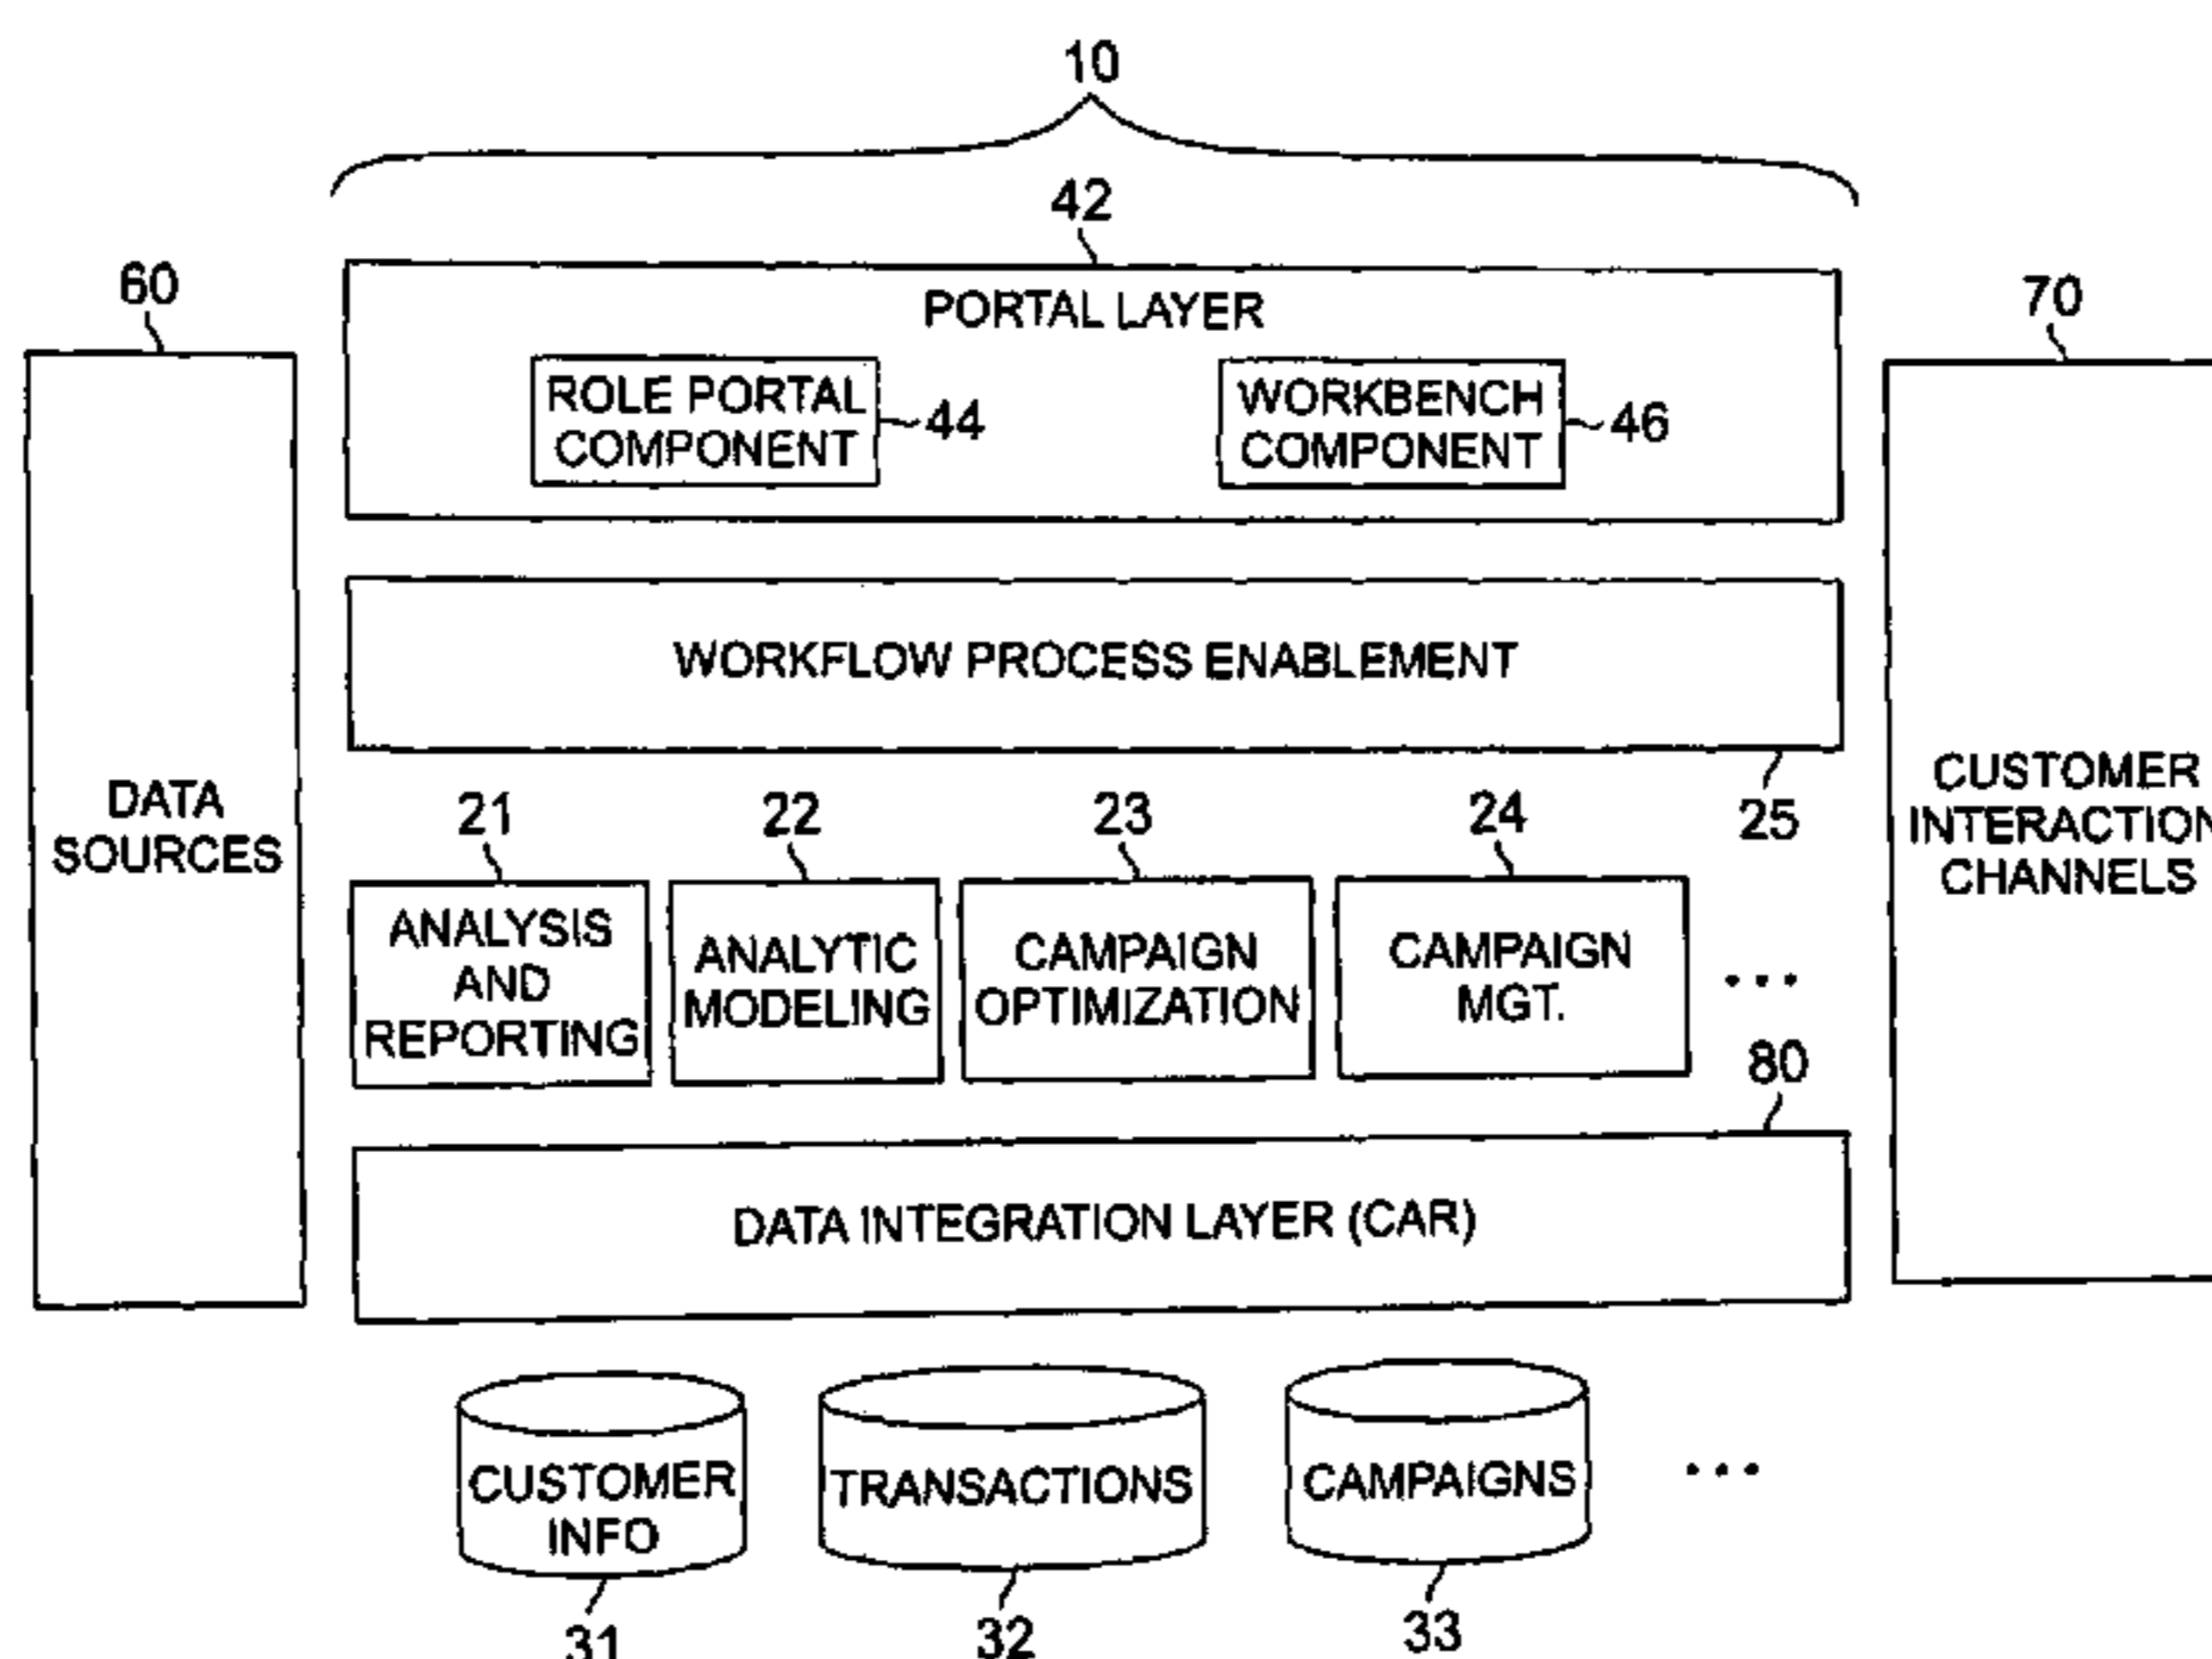 10
42
PORTAL LAYER
ROLE PORTAL
COMPONENT
44
WORKBENCH
COMPONENT
46
60
DATA
SOURCES
70
CUSTOMER
INTERACTION
CHANNELS
WORKFLOW PROCESS ENABLEMENT
25
21
ANALYSIS
AND
REPORTING
22
ANALYTIC
MODELING
23
CAMPAIGN
OPTIMIZATION
24
CAMPAIGN
MGT.
...
80
DATA INTEGRATION LAYER (CAR)
CUSTOMER
INFO
31
TRANSACTIONS
32
CAMPAIGNS
33
...